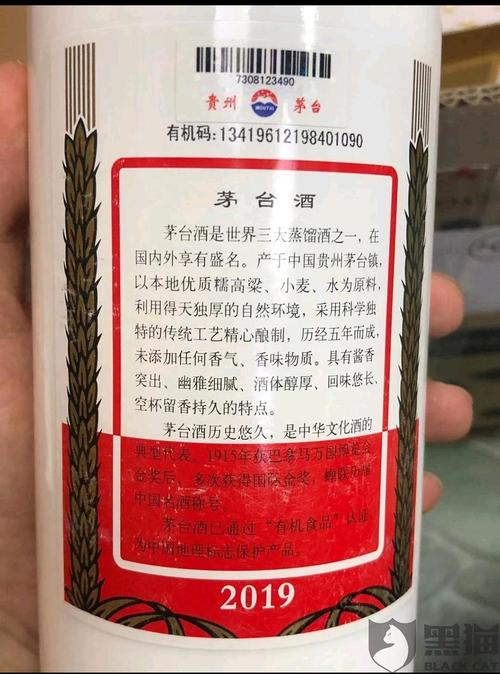 7308123490
贵州 MOUTAI 茅台
有机码:13419612198401090
茅台酒
茅台酒是世界三大蒸馏酒之一，在
国内外享有盛名。产于中国贵州茅台镇，
以本地优质糯高粱、小麦、水为原料，
利用得天独厚的自然环境，采用科学独
特的传统工艺精心酿制，历经五年而成，
未添加任何香气、香味物质。具有酱香
突出、幽雅细腻、酒体醇厚、回味悠长、
空杯留香持久的特点。
茅台酒历史悠久，是中华文化酒的
典型代表。1915年获巴拿马万国博览会
金奖后，多次获得国际金奖，蝉联历届
中国名酒称号。
茅台酒已通过“有机食品”认证，
为中国地理标志保护产品。
2019
黑猫
BLACK CAT